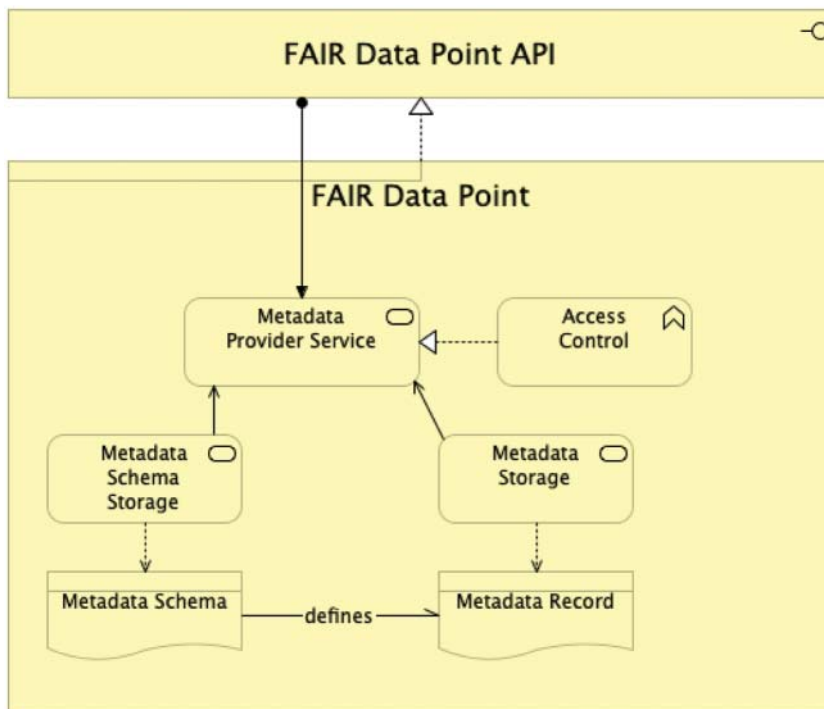 FAIR Data Point API
FAIR Data Point
Metadata
Provider Service
Access
Control
Metadata
Schema
Storage
Metadata
Storage
Metadata Schema
defines
Metadata Record